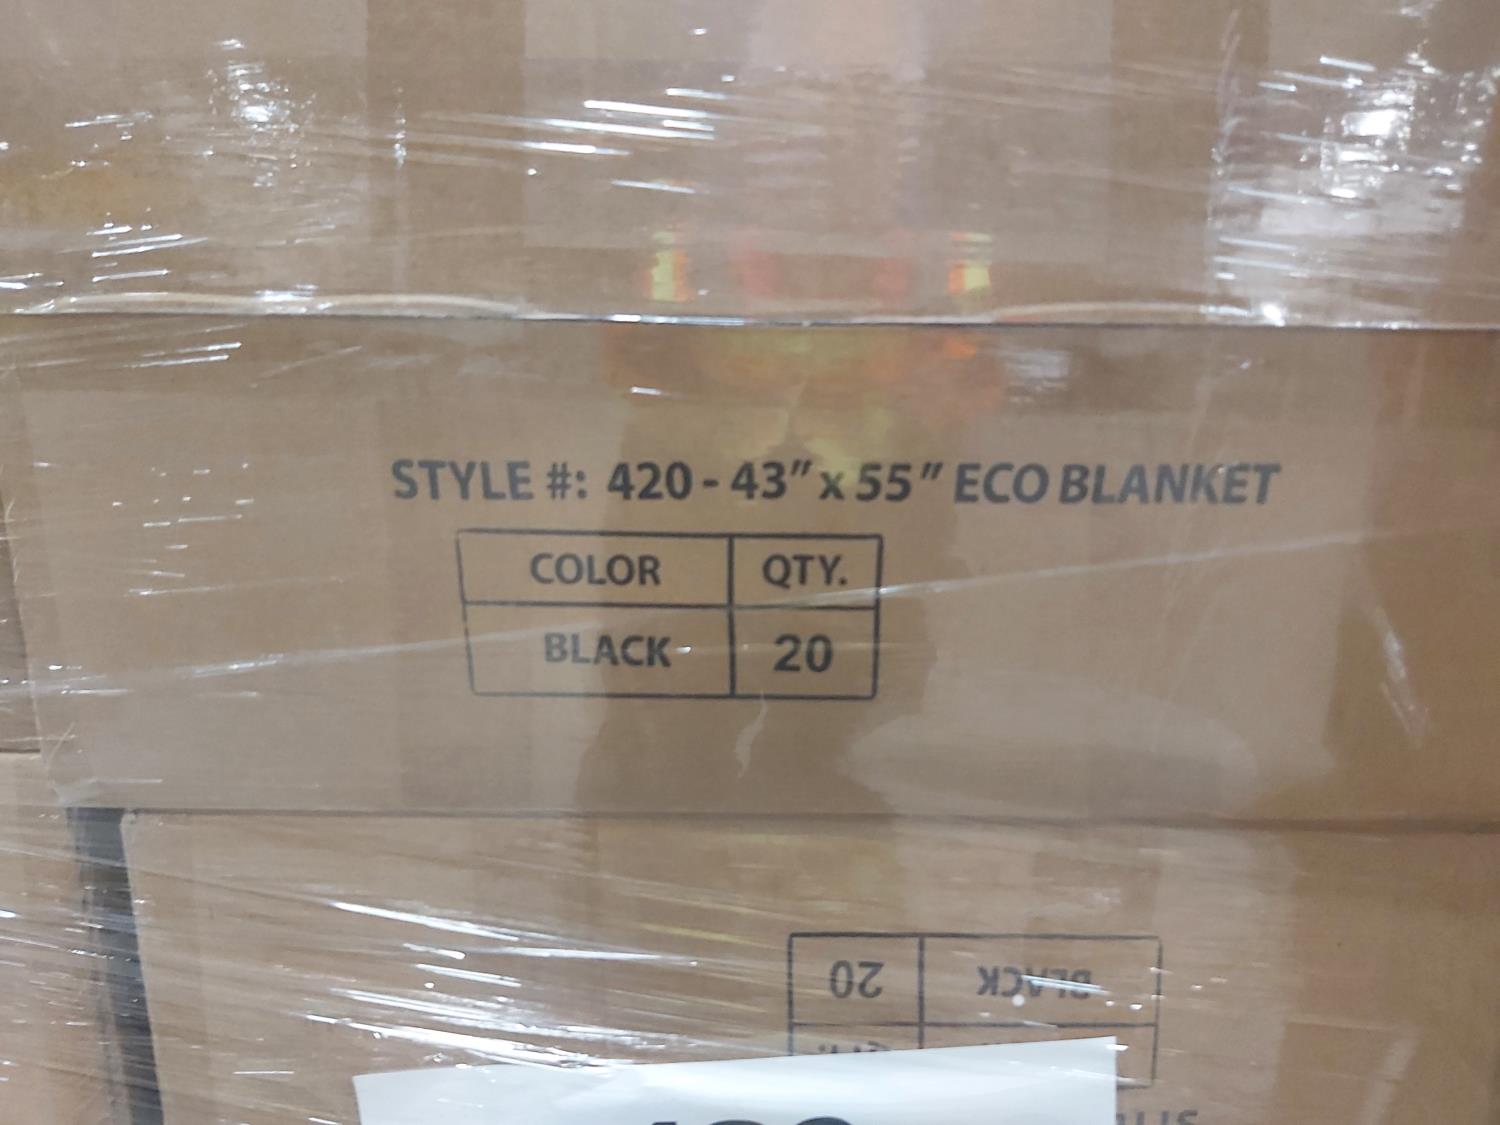 STYLE #: 420 - 43" x 55" ECO BLANKET
COLOR QTY.
BLACK 20
20 BLACK